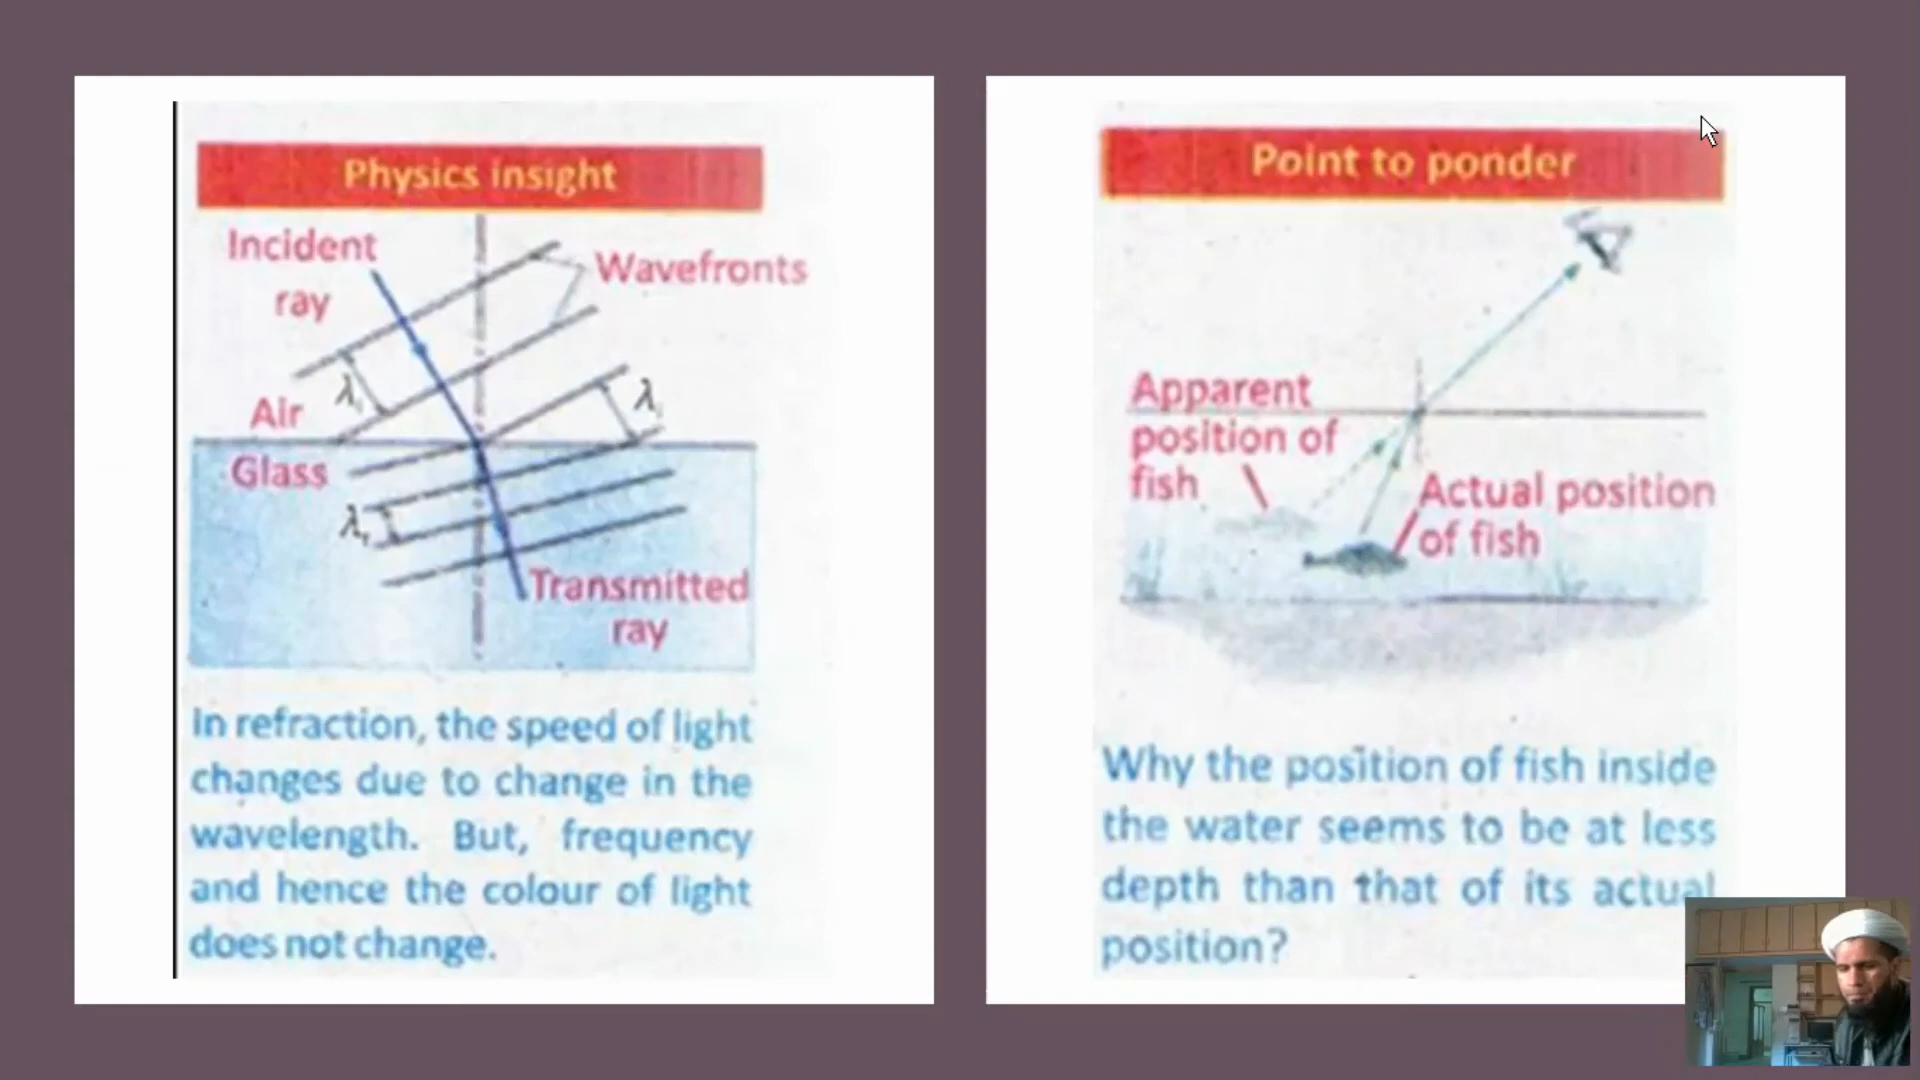 Physics insight
Incident
ray
Wavefronts
λ
λ
Air
Glass
λ
Transmitted
ray
In refraction, the speed of light
changes due to change in the
wavelength. But, frequency
and hence the colour of light
does not change.
Point to ponder
Apparent
position of
fish
Actual position
of fish
Why the position of fish inside
the water seems to be at less
depth than that of its actual
position?